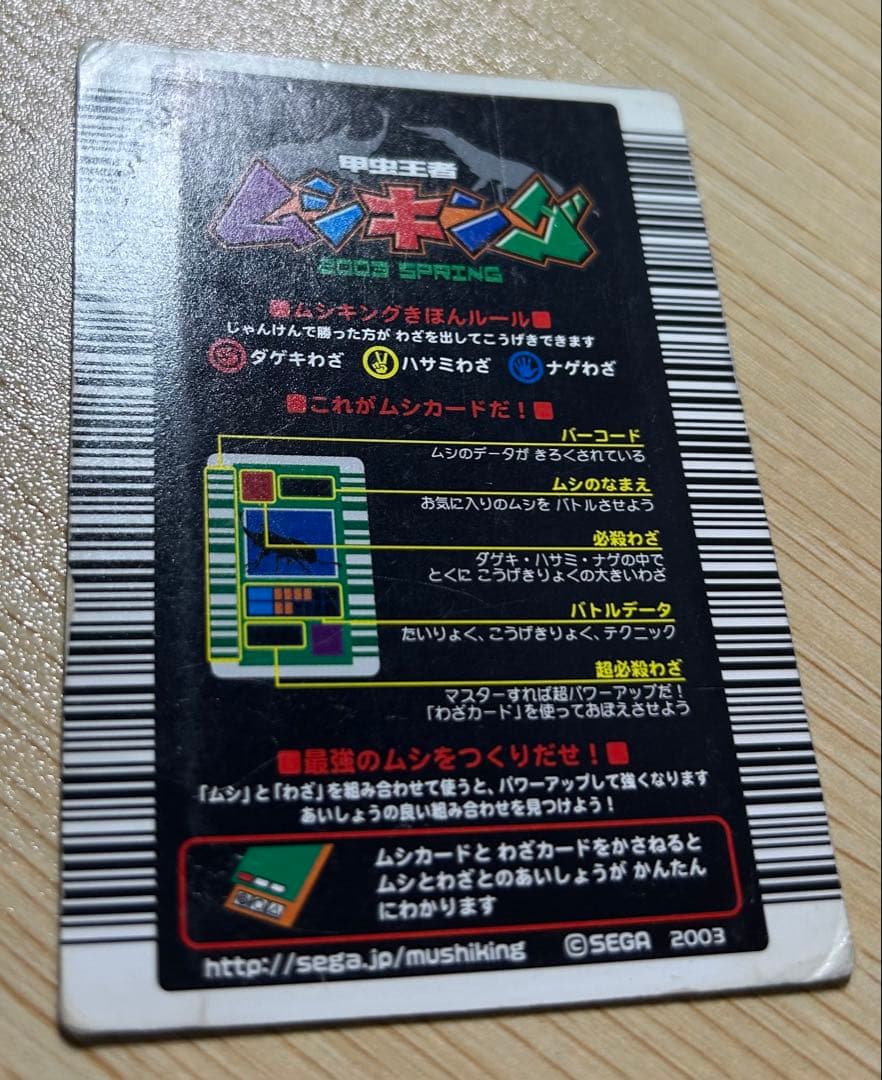 甲虫王者
ムシキング
2003 SPRING
ムシキングきほんルール
じゃんけんで勝った方が わざを出してこうげきできます
ダゲキわざ ハサミわざ ナゲわざ
これがムシカードだ！
バーコード
ムシのデータが きろくされている
ムシのなまえ
お気に入りのムシを バトルさせよう
必殺わざ
ダゲキ・ハサミ・ナゲの中で
とくに こうげきりょくの大きいわざ
バトルデータ
たいりょく、こうげきりょく、テクニック
超必殺わざ
マスターすれば超パワーアップだ！
「わざカード」を使っておぼえさせよう
最強のムシをつくりだせ！
「ムシ」と「わざ」を組み合わせて使うと、パワーアップして強くなります
あいしょうの良い組み合わせを見つけよう！
ムシカードと わざカードをかさねると
ムシとわざとのあいしょうが かんたん
にわかります
http://sega.jp/mushiking ©SEGA 2003